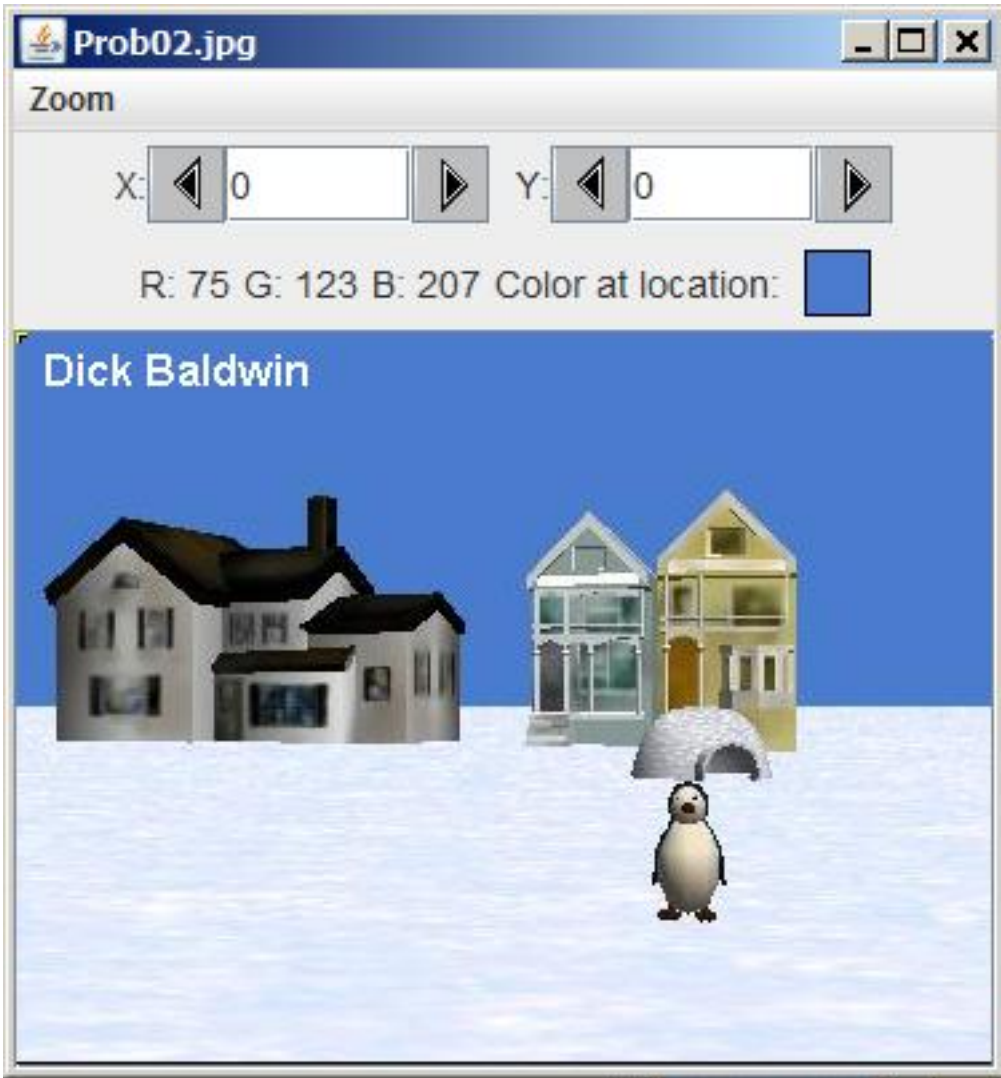 Prob02.jpg
Zoom
X: 0 Y: 0
R: 75 G: 123 B: 207 Color at location:
Dick Baldwin